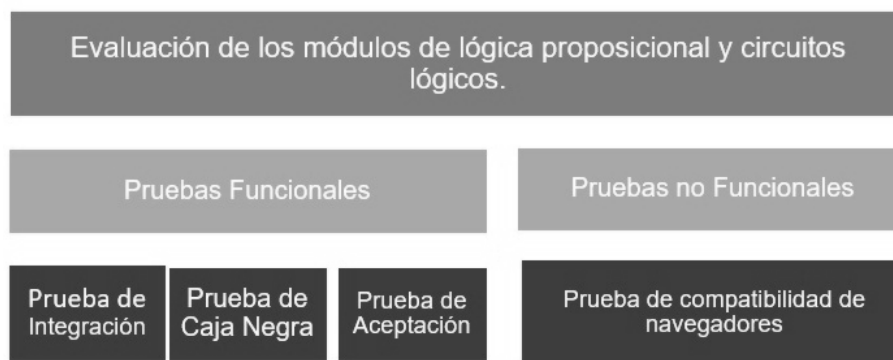 Evaluación de los módulos de lógica proposicional y circuitos
lógicos.
Pruebas Funcionales
Pruebas no Funcionales
Prueba de
Integración
Prueba de
Caja Negra
Prueba de
Aceptación
Prueba de compatibilidad de
navegadores